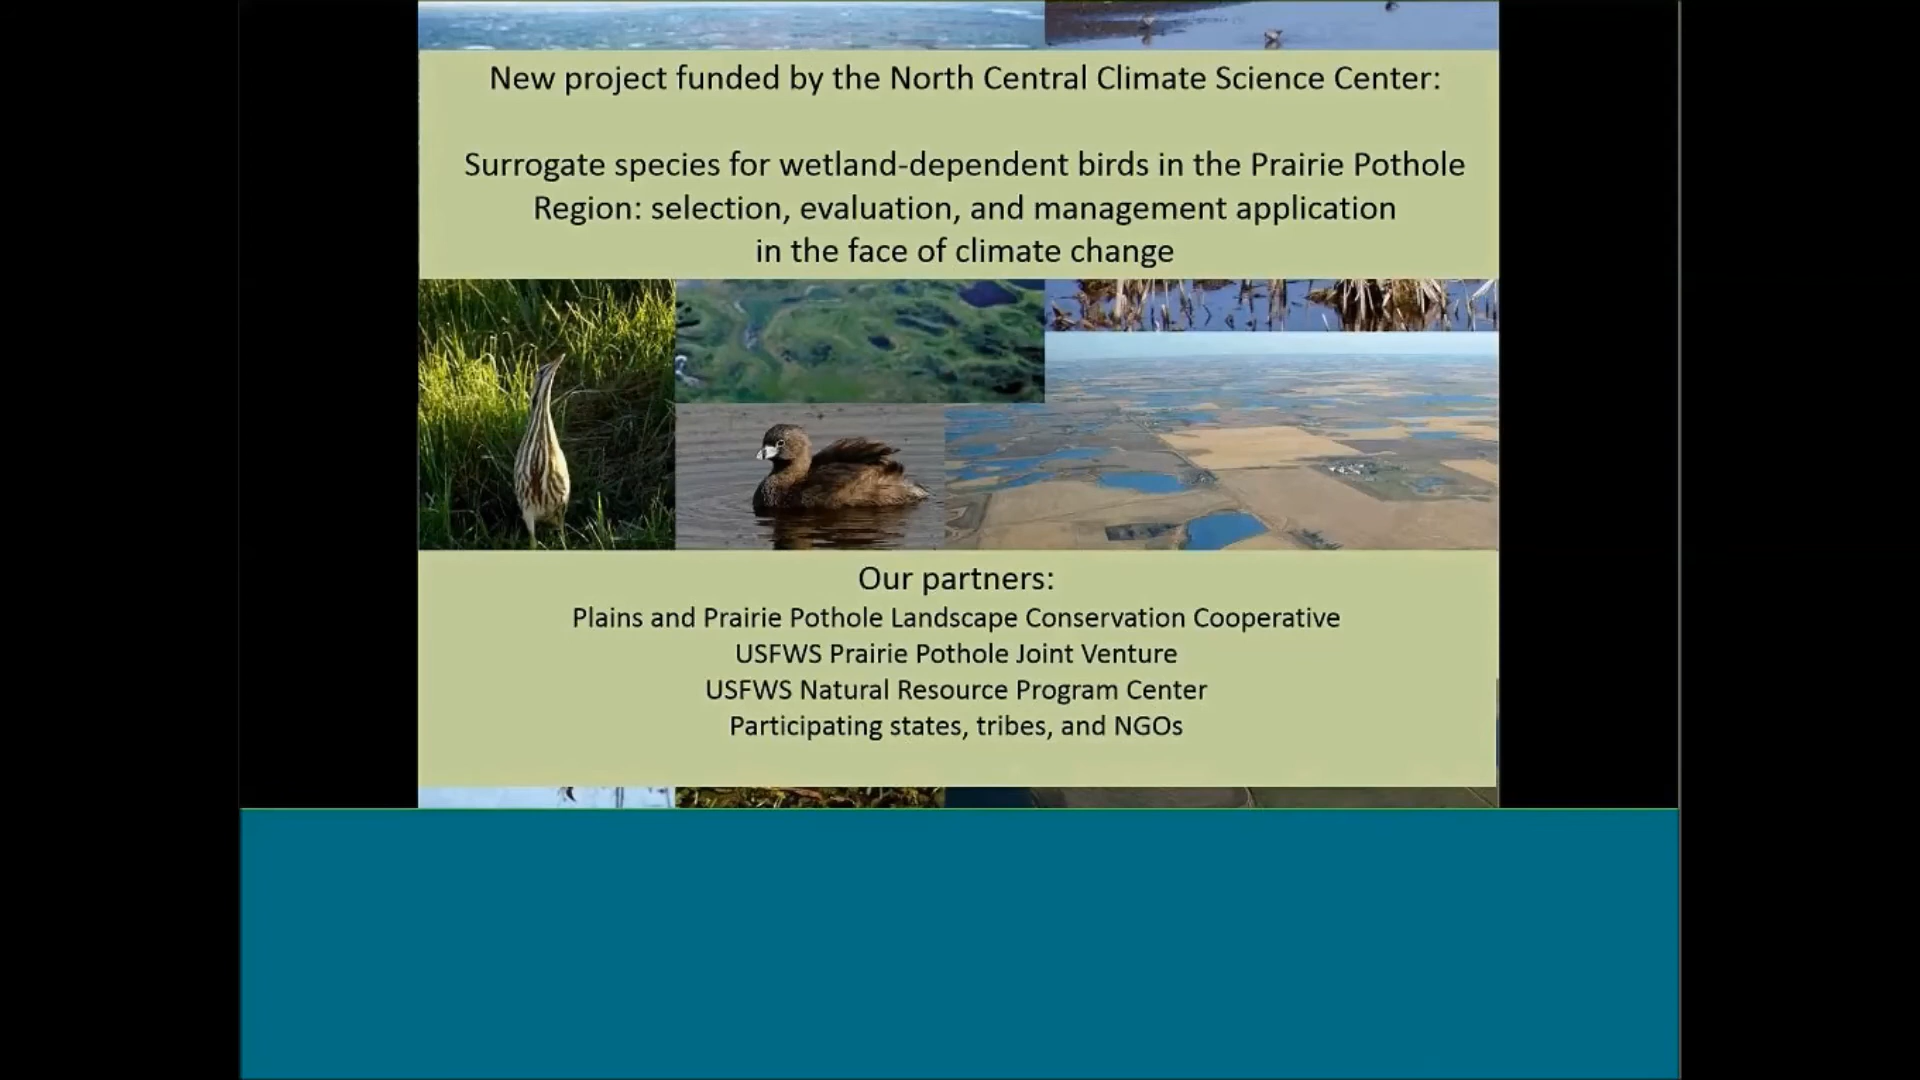 New project funded by the North Central Climate Science Center:
Surrogate species for wetland-dependent birds in the Prairie Pothole
Region: selection, evaluation, and management application
in the face of climate change
Our partners:
Plains and Prairie Pothole Landscape Conservation Cooperative
USFWS Prairie Pothole Joint Venture
USFWS Natural Resource Program Center
Participating states, tribes, and NGOs